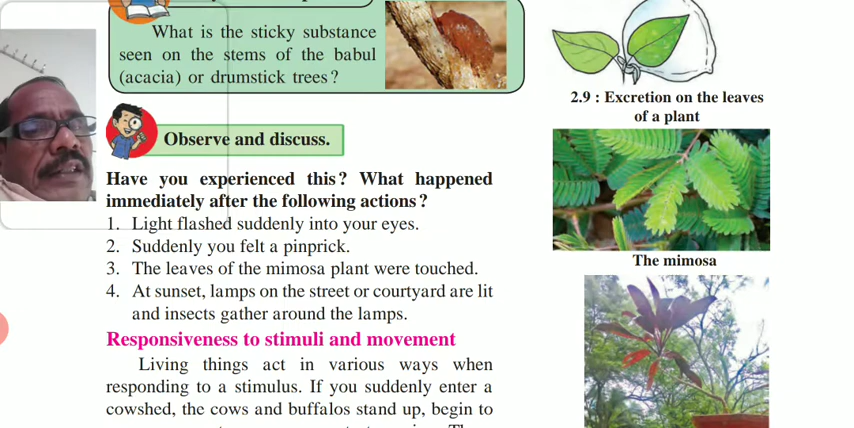 What is the sticky substance
seen on the stems of the babul
(acacia) or drumstick trees ?
2.9 : Excretion on the leaves
of a plant
Observe and discuss.
Have you experienced this ? What happened
immediately after the following actions ?
1. Light flashed suddenly into your eyes.
2. Suddenly you felt a pinprick.
3. The leaves of the mimosa plant were touched.
4. At sunset, lamps on the street or courtyard are lit
and insects gather around the lamps.
The mimosa
Responsiveness to stimuli and movement
Living things act in various ways when
responding to a stimulus. If you suddenly enter a
cowshed, the cows and buffalos stand up, begin to